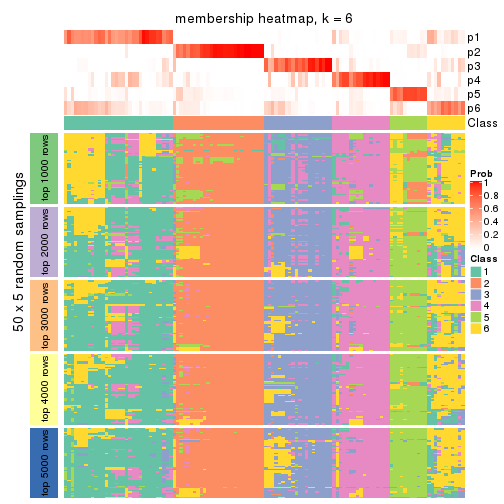 membership heatmap, k = 6
p1
p2
p3
p4
p5
p6
Class
50 x 5 random samplings
top 1000 rows
top 2000 rows
top 3000 rows
top 4000 rows
top 5000 rows
Prob
1
0.8
0.6
0.4
0.2
0
Class
1
2
3
4
5
6